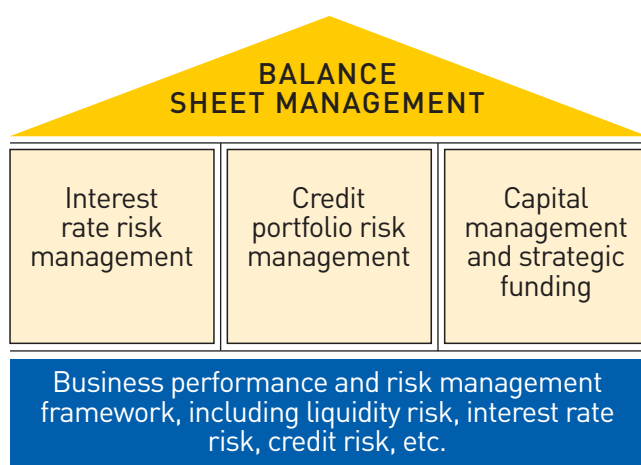 BALANCE
SHEET MANAGEMENT
Interest
rate risk
management
Credit
portfolio risk
management
Capital
management
and strategic
funding
Business performance and risk management
framework, including liquidity risk, interest rate
risk, credit risk, etc.